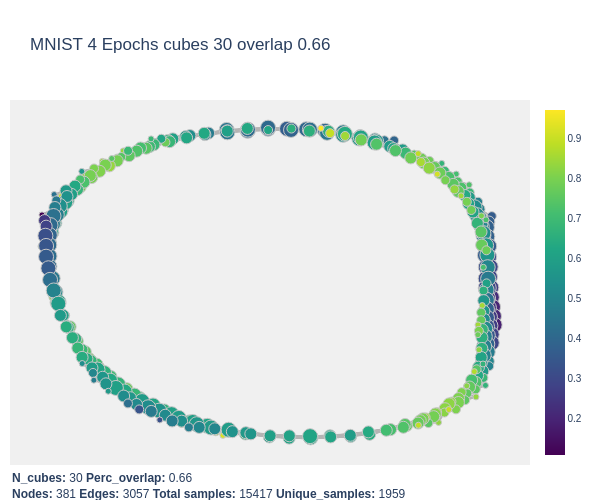 MNIST 4 Epochs cubes 30 overlap 0.66
0.9
0.8
0.7
0.6
0.5
0.4
0.3
0.2
N_cubes: 30 Perc_overlap: 0.66
Nodes: 381 Edges: 3057 Total samples: 15417 Unique_samples: 1959